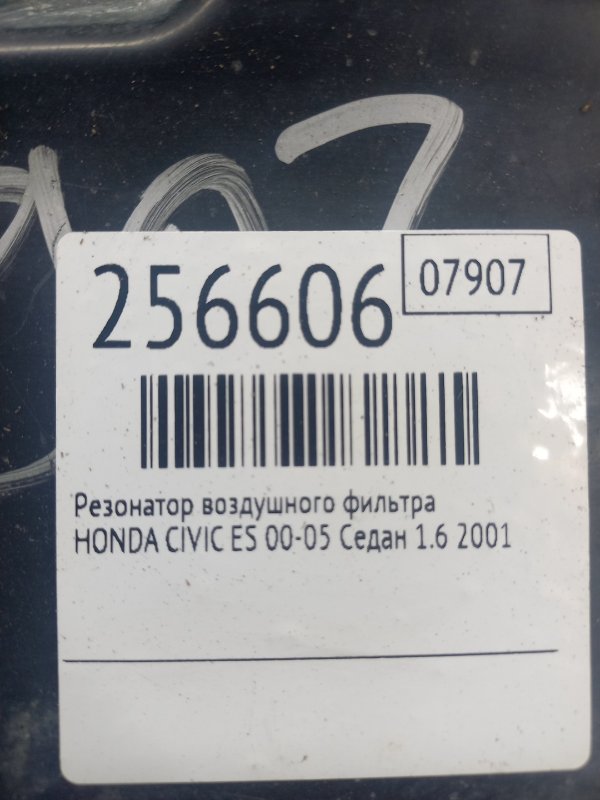 256606
07907
Резонатор воздушного фильтра
HONDA CIVIC ES 00-05 Седан 1.6 2001